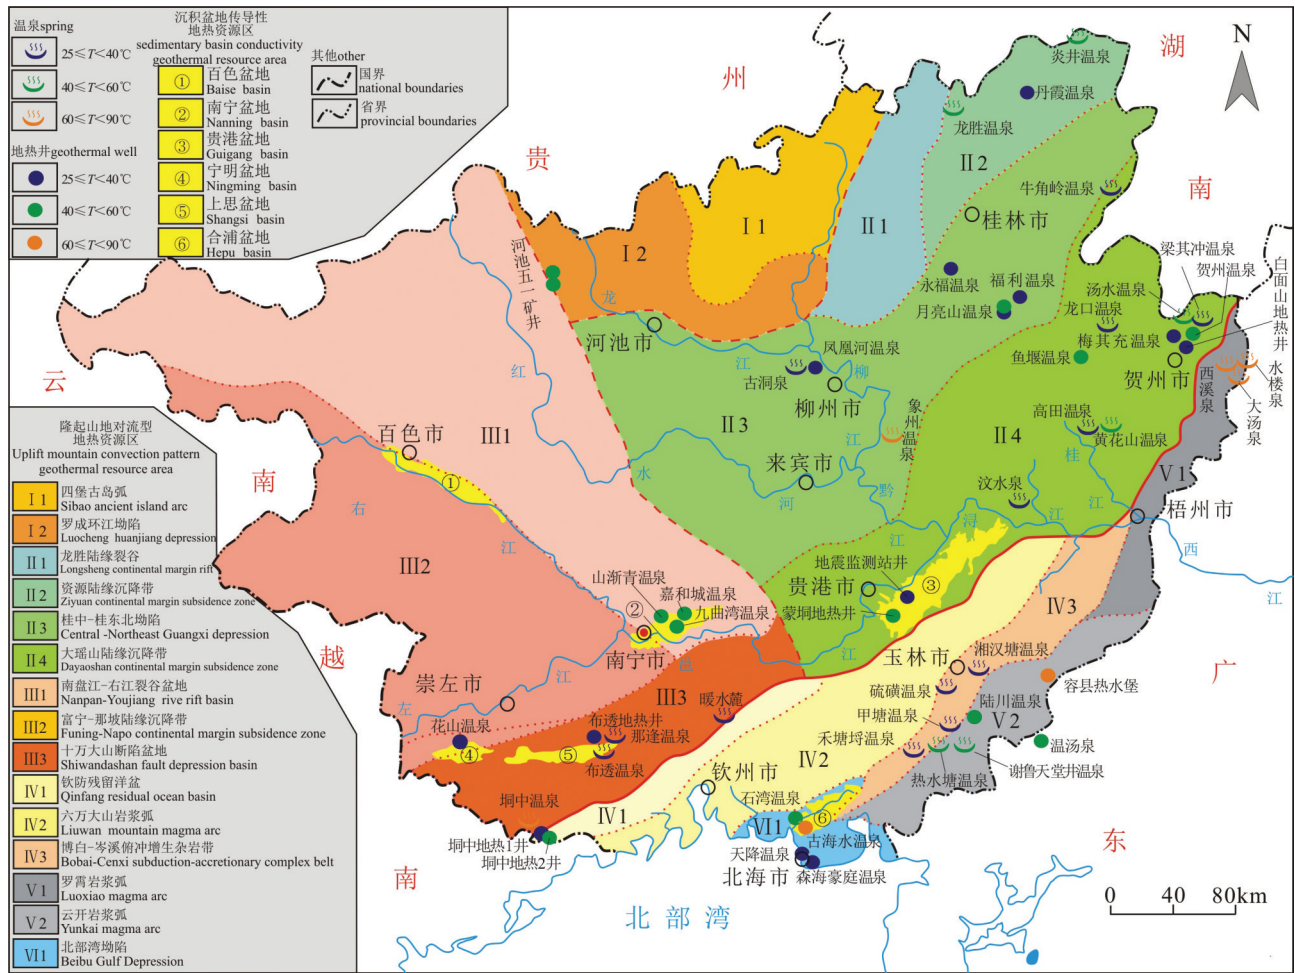 温泉spring
25≤T<40℃
40≤T<60℃
60≤T<90℃
地热井geothermal well
25≤T<40℃
40≤T<60℃
60≤T<90℃
沉积盆地传导性
地热资源区
sedimentary basin conductivity
geothermal resource area
① 百色盆地
Baise basin
② 南宁盆地
Nanning basin
③ 贵港盆地
Guigang basin
④ 宁明盆地
Ningming basin
⑤ 上思盆地
Shangsi basin
⑥ 合浦盆地
Hepu basin
其他other
国界
national boundaries
省界
provincial boundaries
隆起山地对流型
地热资源区
Uplift mountain convection pattern
geothermal resource area
Ⅰ1 四堡古岛弧
Sibao ancient island arc
Ⅰ2 罗成环江坳陷
Luocheng huanjiang depression
Ⅱ1 龙胜陆缘裂谷
Longsheng continental margin rift
Ⅱ2 资源陆缘沉降带
Ziyuan continental margin subsidence zone
Ⅱ3 桂中-桂东北坳陷
Central -Northeast Guangxi depression
Ⅱ4 大瑶山陆缘沉降带
Dayaoshan continental margin subsidence zone
Ⅲ1 南盘江-右江裂谷盆地
Nanpan-Youjiang rive rift basin
Ⅲ2 富宁-那坡陆缘沉降带
Funing-Napo continental margin subsidence zone
Ⅲ3 十万大山断陷盆地
Shiwandashan fault depression basin
Ⅳ1 钦防残留洋盆
Qinfang residual ocean basin
Ⅳ2 六万大山岩浆弧
Liuwan mountain magma arc
Ⅳ3 博白-岑溪俯冲增生杂岩带
Bobai-Cenxi subduction-accretionary complex belt
Ⅴ1 罗霄岩浆弧
Luoxiao magma arc
Ⅴ2 云开岩浆弧
Yunkai magma arc
Ⅵ1 北部湾坳陷
Beibu Gulf Depression
N
湖
南
贵
州
云
南
越
南
广
东
北部湾
炎井温泉
丹霞温泉
龙胜温泉
Ⅱ2
牛角岭温泉
桂林市
Ⅰ1
Ⅱ1
Ⅰ2
河池五一矿井
龙
江
河池市
永福温泉
福利温泉
月亮山温泉
梁其冲温泉
贺州温泉
白面山地热井
汤水温泉
龙口温泉
梅其充温泉
鱼堰温泉
贺州市
西溪泉
水楼泉
大汤泉
凤凰河温泉
古洞泉
柳
江
柳州市
象州温泉
高田温泉
黄花山温泉
Ⅱ3
Ⅱ4
红
水
河
来宾市
黔
江
汶水泉
浔
江
桂
江
Ⅴ1
梧州市
西
江
百色市
①
Ⅲ1
右
江
Ⅲ2
山渐青温泉
嘉和城温泉
九曲湾温泉
②
南宁市
邕
江
地震监测站井
贵港市
③
蒙垌地热井
Ⅳ3
玉林市
湘汉塘温泉
硫磺温泉
容县热水堡
陆川温泉
Ⅴ2
甲塘温泉
禾塘埒温泉
温汤泉
热水塘温泉
谢鲁天堂井温泉
崇左市
江
左
花山温泉
④
Ⅲ3
暖水麓
布透地热井
那逢温泉
⑤
布透温泉
垌中温泉
垌中地热1井
垌中地热2井
Ⅳ1
钦州市
Ⅳ2
石湾温泉
⑥
Ⅵ1
古海水温泉
天降温泉
北海市
森海豪庭温泉
0 40 80km